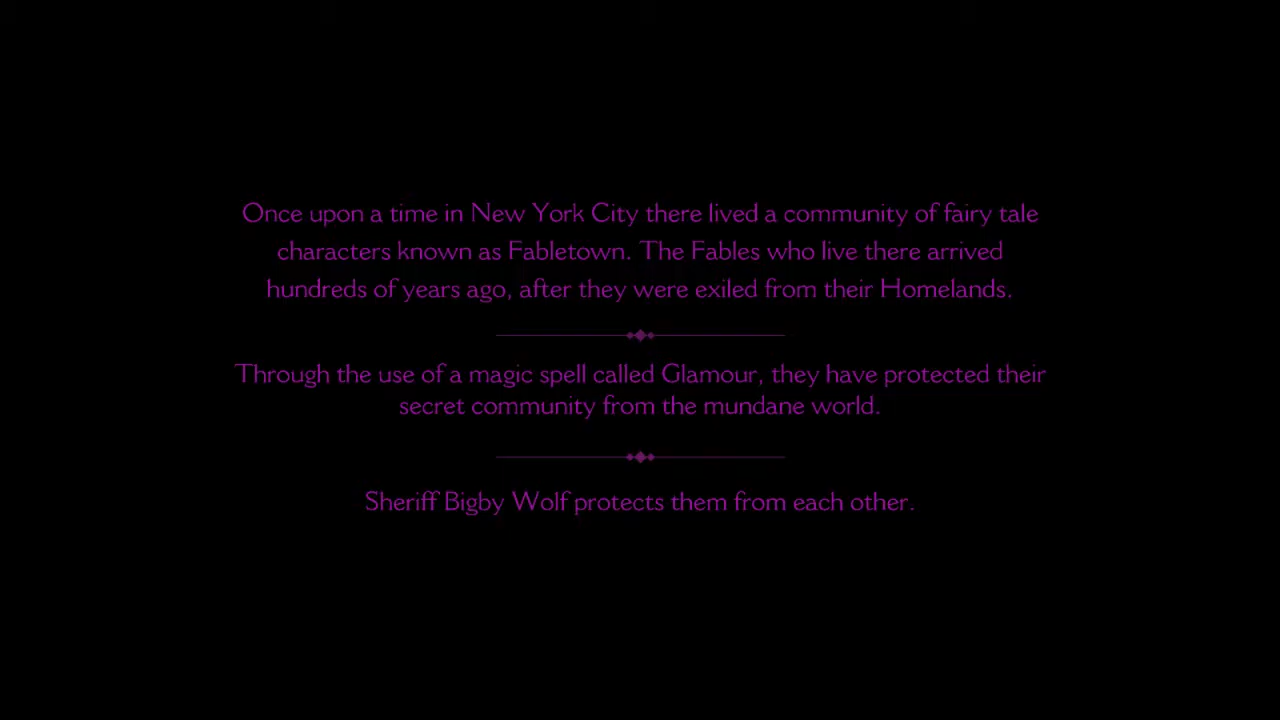 Once upon a time in New York City there lived a community of fairy tale
characters known as Fabletown. The Fables who live there arrived
hundreds of years ago, after they were exiled from their Homelands.
Through the use of a magic spell called Glamour, they have protected their
secret community from the mundane world.
Sheriff Bigby Wolf protects them from each other.